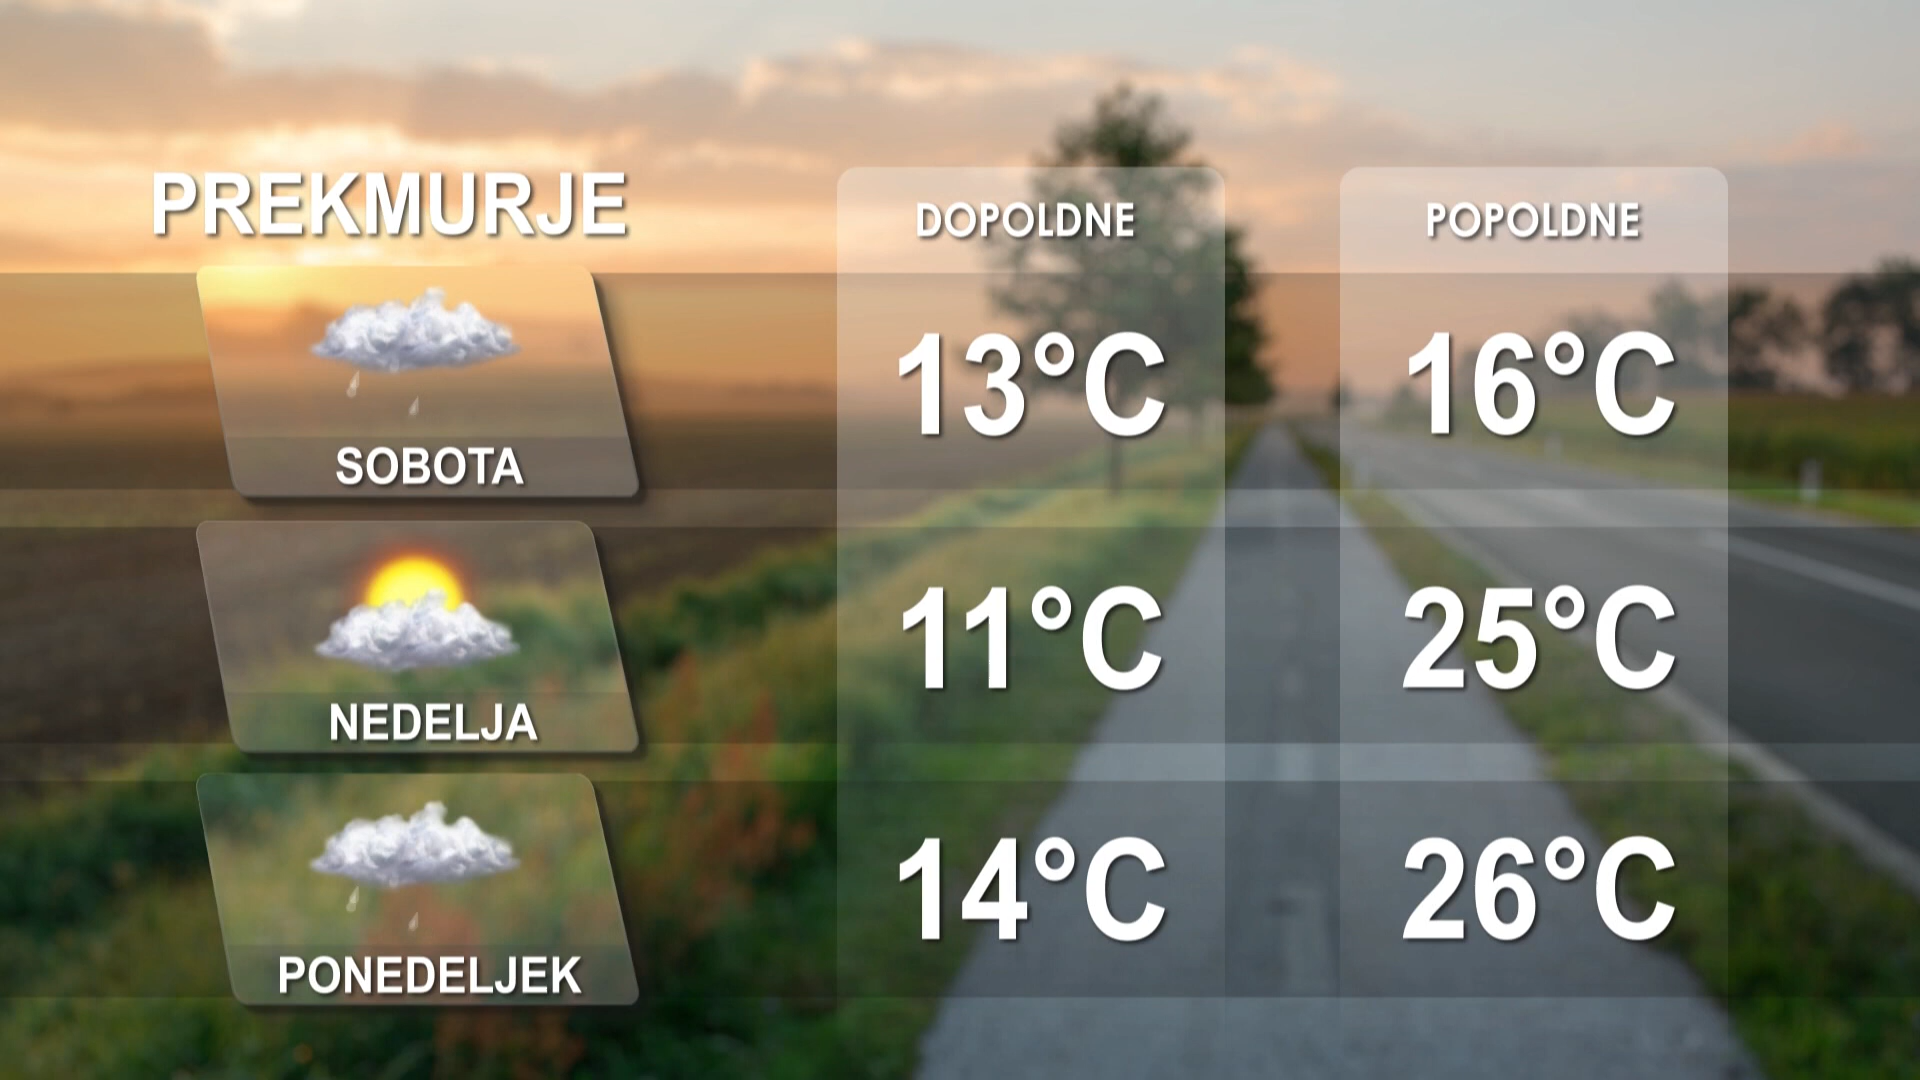 PREKMURJE
DOPOLDNE POPOLDNE
13°C 16°C
SOBOTA
11°C 25°C
NEDELJA
14°C 26°C
PONEDELJEK